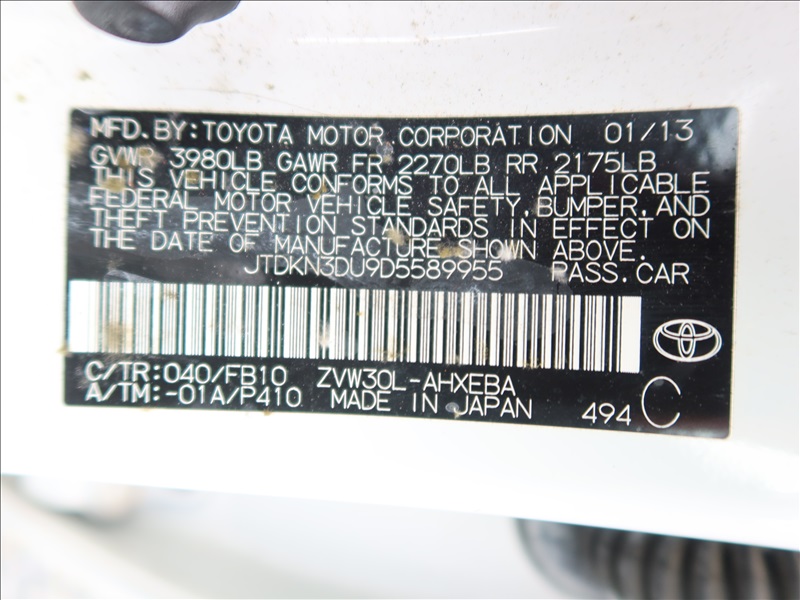 MFD.BY:TOYOTA MOTOR CORPORATION 01/13
GVWR 3980LB GAWR FR 2270LB RR 2175LB
THIS VEHICLE CONFORMS TO ALL APPLICABLE
FEDERAL MOTOR VEHICLE SAFETY,BUMPER,AND
THEFT PREVENTION STANDARDS IN EFFECT ON
THE DATE OF MANUFACTURE SHOWN ABOVE.
JTDKN3DU9D5589955 PASS.CAR
C/TR:040/FB10 ZVW30L-AHXEBA
A/TM:-01A/P410 MADE IN JAPAN 494 C